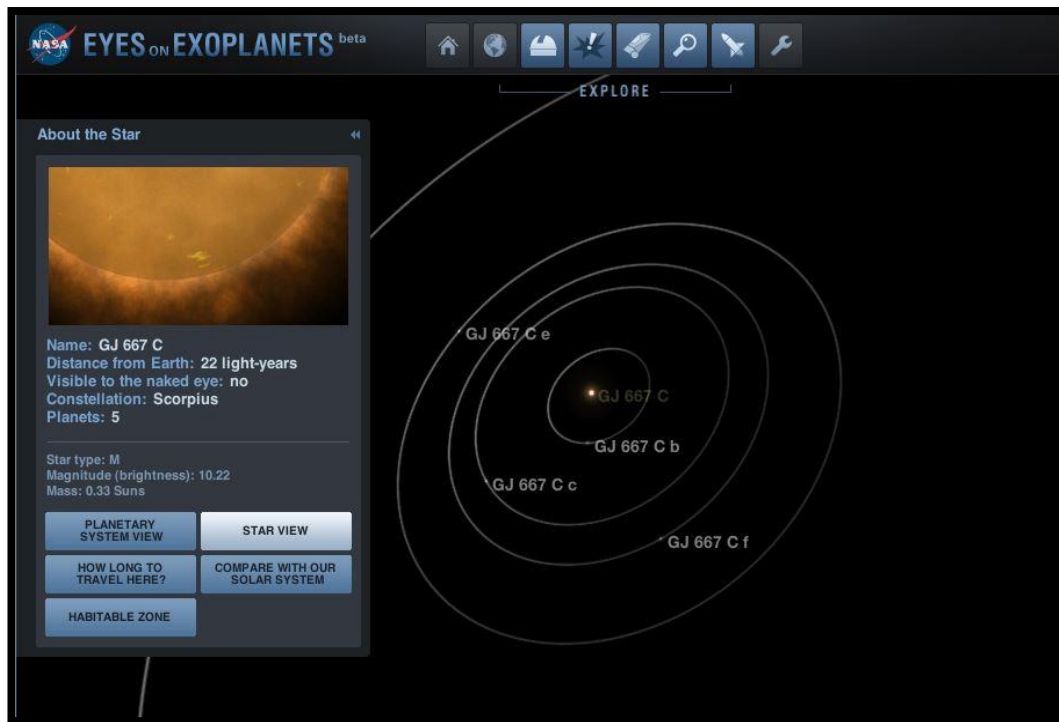 NASA
EYES ON EXOPLANETS beta
EXPLORE
About the Star
Name: GJ 667 C
Distance from Earth: 22 light-years
Visible to the naked eye: no
Constellation: Scorpius
Planets: 5
Star type: M
Magnitude (brightness): 10.22
Mass: 0.33 Suns
PLANETARY
SYSTEM VIEW
STAR VIEW
HOW LONG TO
TRAVEL HERE?
COMPARE WITH OUR
SOLAR SYSTEM
HABITABLE ZONE
GJ 667 C e
GJ 667 C
GJ 667 C b
GJ 667 C c
GJ 667 C f